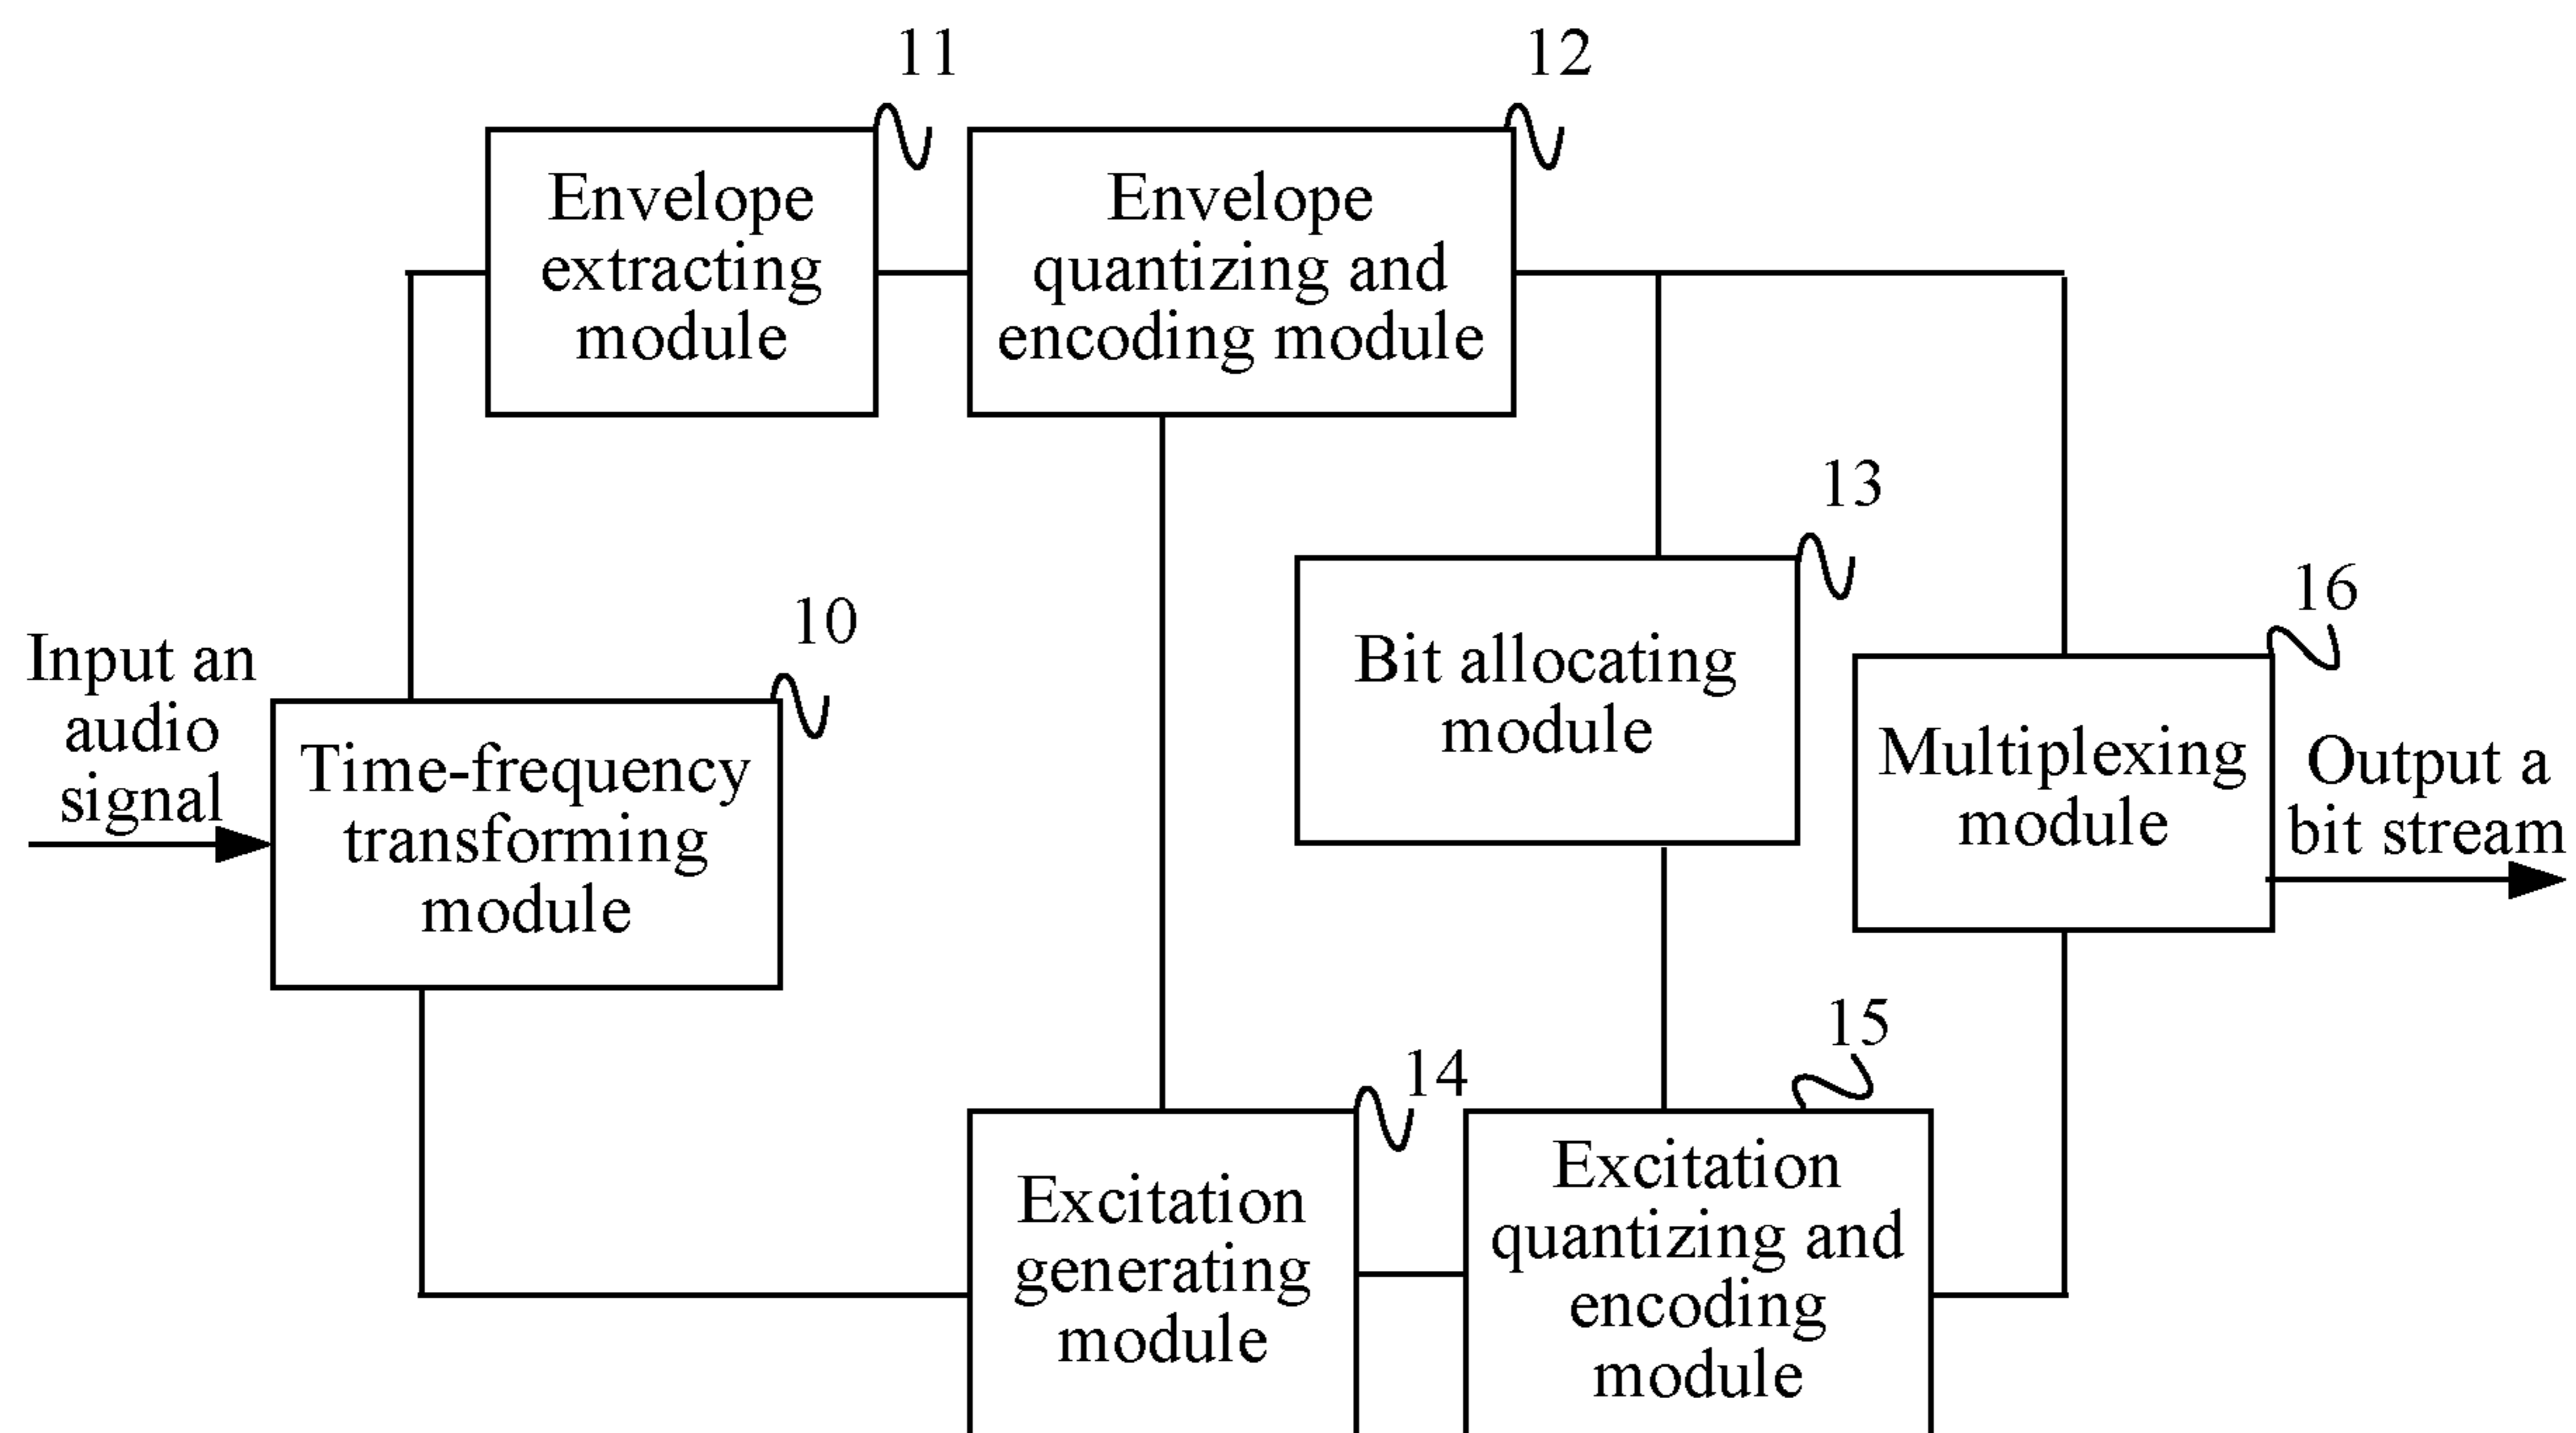 11
12
Envelope
extracting
module
Envelope
quantizing and
encoding module
13
16
10
Input an
audio
signal
Time-frequency
transforming
module
Bit allocating
module
Multiplexing
module
Output a
bit stream
14
15
Excitation
generating
module
Excitation
quantizing and
encoding
module